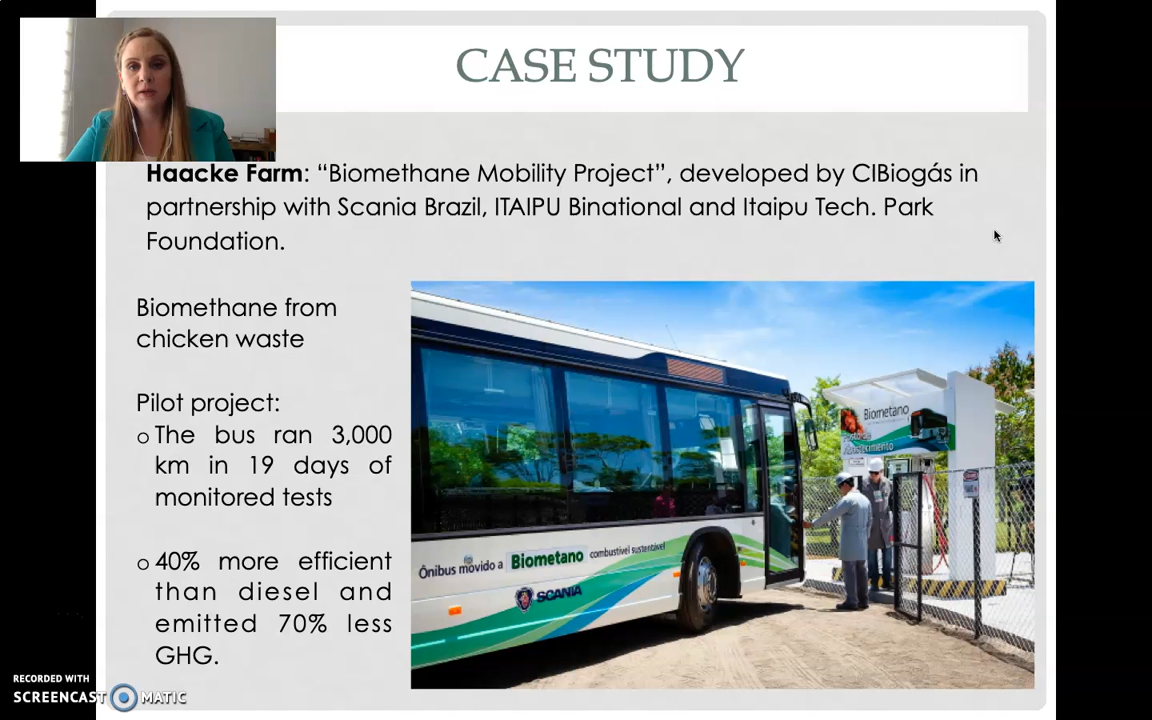 CASE STUDY
Haacke Farm: “Biomethane Mobility Project”, developed by CIBiogás in
partnership with Scania Brazil, ITAIPU Binational and Itaipu Tech. Park
Foundation.
Biomethane from
chicken waste
Pilot project:
o The bus ran 3,000
km in 19 days of
monitored tests
o 40% more efficient
than diesel and
emitted 70% less
GHG.
Biometano
Ônibus movido a Biometano combustível sustentável
SCANIA
RECORDED WITH
SCREENCAST MATIC